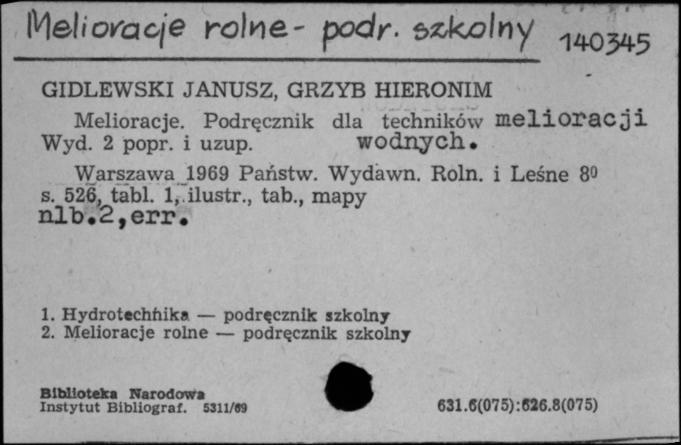 Melioracje rolne - podr. szkolny 140345
GIDLEWSKI JANUSZ, GRZYB HIERONIM
Melioracje. Podręcznik dla techników melioracji
Wyd. 2 popr. i uzup. wodnych.
Warszawa 1969 Państw. Wydawn. Roln. i Leśne 8⁰
s. 526, tabl. 1, ilustr., tab., mapy
nlb.2,err.
1. Hydrotechnika — podręcznik szkolny
2. Melioracje rolne — podręcznik szkolny
Biblioteka Narodowa
Instytut Bibliograf. 5311/69 631.6(075):626.8(075)